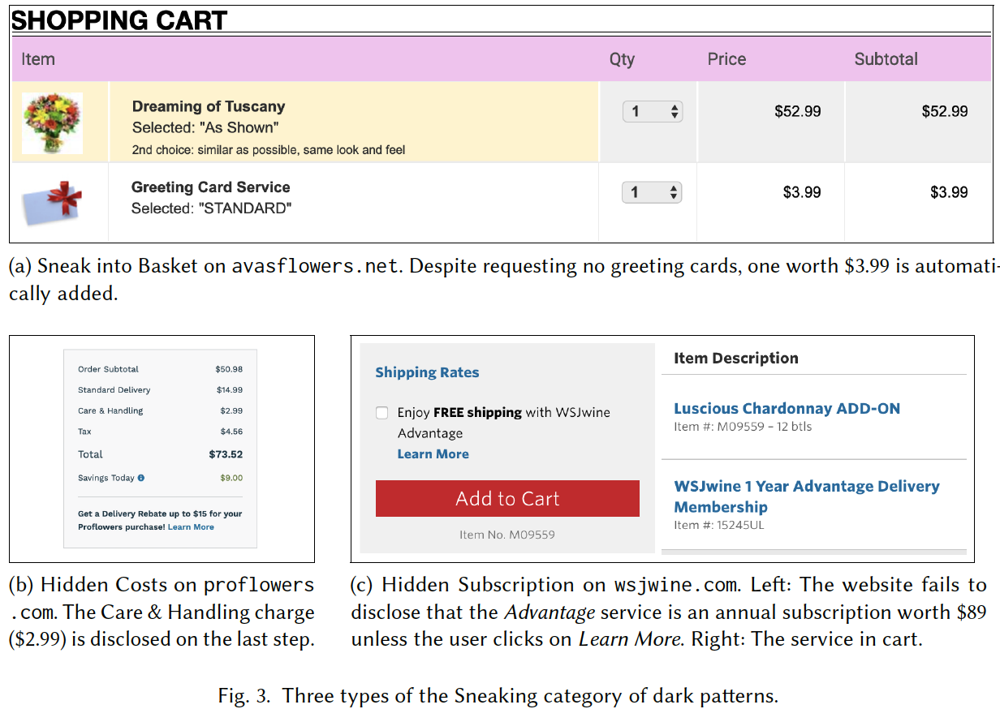 SHOPPING CART
Item Qty Price Subtotal
Dreaming of Tuscany
Selected: "As Shown"
2nd choice: similar as possible, same look and feel
1 $52.99 $52.99
Greeting Card Service
Selected: "STANDARD"
1 $3.99 $3.99
(a) Sneak into Basket on avasflowers.net. Despite requesting no greeting cards, one worth $3.99 is automati-
cally added.
Order Subtotal $50.98
Standard Delivery $14.99
Care & Handling $2.99
Tax $4.56
Total $73.52
Savings Today $9.00
Get a Delivery Rebate up to $15 for your
Proflowers purchase! Learn More
(b) Hidden Costs on proflowers
.com. The Care & Handling charge
($2.99) is disclosed on the last step.
Shipping Rates
Enjoy FREE shipping with WSJwine
Advantage
Learn More
Add to Cart
Item No. M09559
Item Description
Luscious Chardonnay ADD-ON
Item #: M09559 – 12 btls
WSJwine 1 Year Advantage Delivery
Membership
Item #: 15245UL
(c) Hidden Subscription on wsjwine.com. Left: The website fails to
disclose that the Advantage service is an annual subscription worth $89
unless the user clicks on Learn More. Right: The service in cart.
Fig. 3. Three types of the Sneaking category of dark patterns.